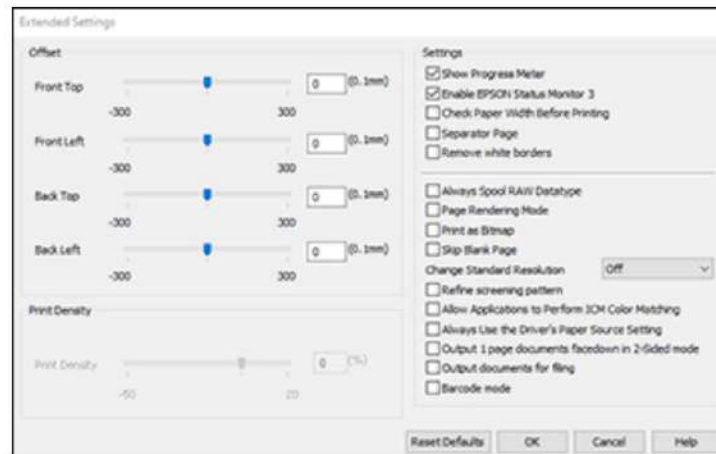 Extended Settings
Offset
Front Top
0 (0.1mm)
-300 300
Front Left
0 (0.1mm)
-300 300
Back Top
0 (0.1mm)
-300 300
Back Left
0 (0.1mm)
-300 300
Print Density
Print Density
0 (%)
-50 20
Settings
Show Progress Meter
Enable EPSON Status Monitor 3
Check Paper Width Before Printing
Separator Page
Remove white borders
Always Spool RAW Datatype
Page Rendering Mode
Print as Bitmap
Skip Blank Page
Change Standard Resolution Off
Refine screening pattern
Allow Applications to Perform ICM Color Matching
Always Use the Driver's Paper Source Setting
Output 1 page documents facedown in 2-Sided mode
Output documents for filing
Barcode mode
Reset Defaults OK Cancel Help